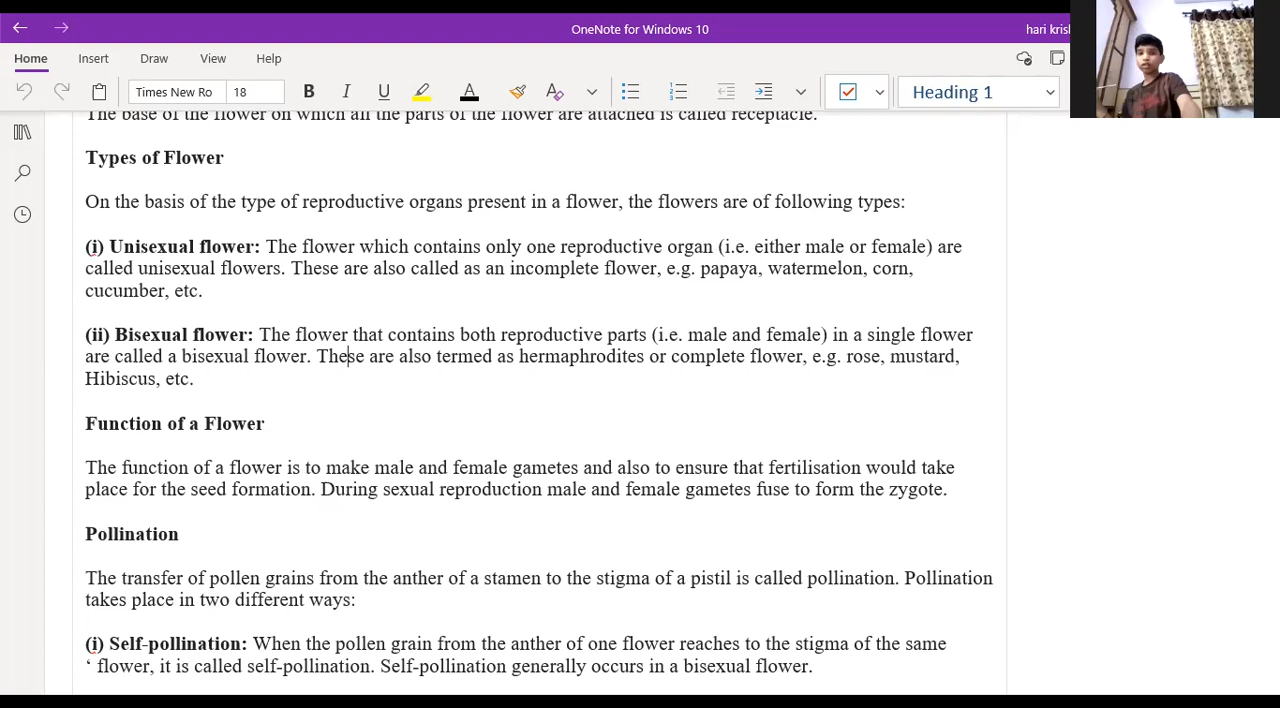 OneNote for Windows 10
hari krish
Home Insert Draw View Help
Times New Ro 18 B I U A A Heading 1
The base of the flower on which all the parts of the flower are attached is called receptacle.
Types of Flower
On the basis of the type of reproductive organs present in a flower, the flowers are of following types:
(i) Unisexual flower: The flower which contains only one reproductive organ (i.e. either male or female) are
called unisexual flowers. These are also called as an incomplete flower, e.g. papaya, watermelon, corn,
cucumber, etc.
(ii) Bisexual flower: The flower that contains both reproductive parts (i.e. male and female) in a single flower
are called a bisexual flower. These are also termed as hermaphrodites or complete flower, e.g. rose, mustard,
Hibiscus, etc.
Function of a Flower
The function of a flower is to make male and female gametes and also to ensure that fertilisation would take
place for the seed formation. During sexual reproduction male and female gametes fuse to form the zygote.
Pollination
The transfer of pollen grains from the anther of a stamen to the stigma of a pistil is called pollination. Pollination
takes place in two different ways:
(i) Self-pollination: When the pollen grain from the anther of one flower reaches to the stigma of the same
‘ flower, it is called self-pollination. Self-pollination generally occurs in a bisexual flower.